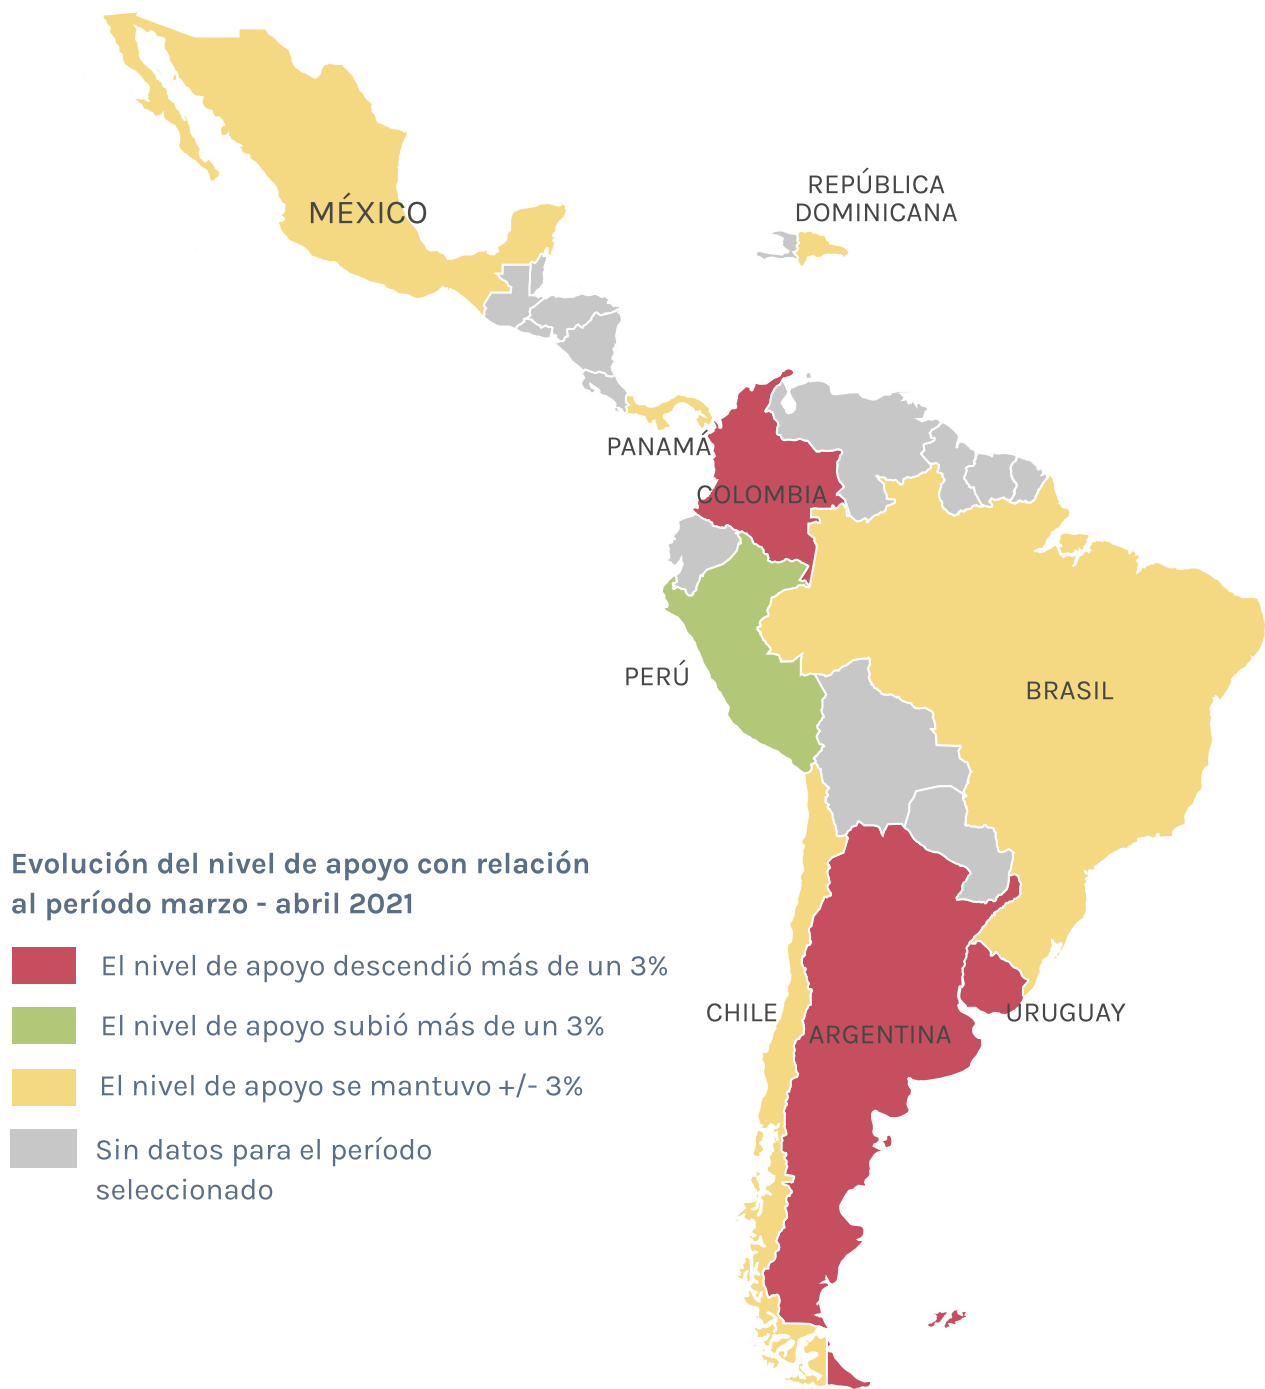 MÉXICO
REPÚBLICA
DOMINICANA
PANAMÁ
COLOMBIA
PERÚ
BRASIL
Evolución del nivel de apoyo con relación
al período marzo - abril 2021
El nivel de apoyo descendió más de un 3%
CHILE
URUGUAY
ARGENTINA
El nivel de apoyo subió más de un 3%
El nivel de apoyo se mantuvo +/- 3%
Sin datos para el período
seleccionado